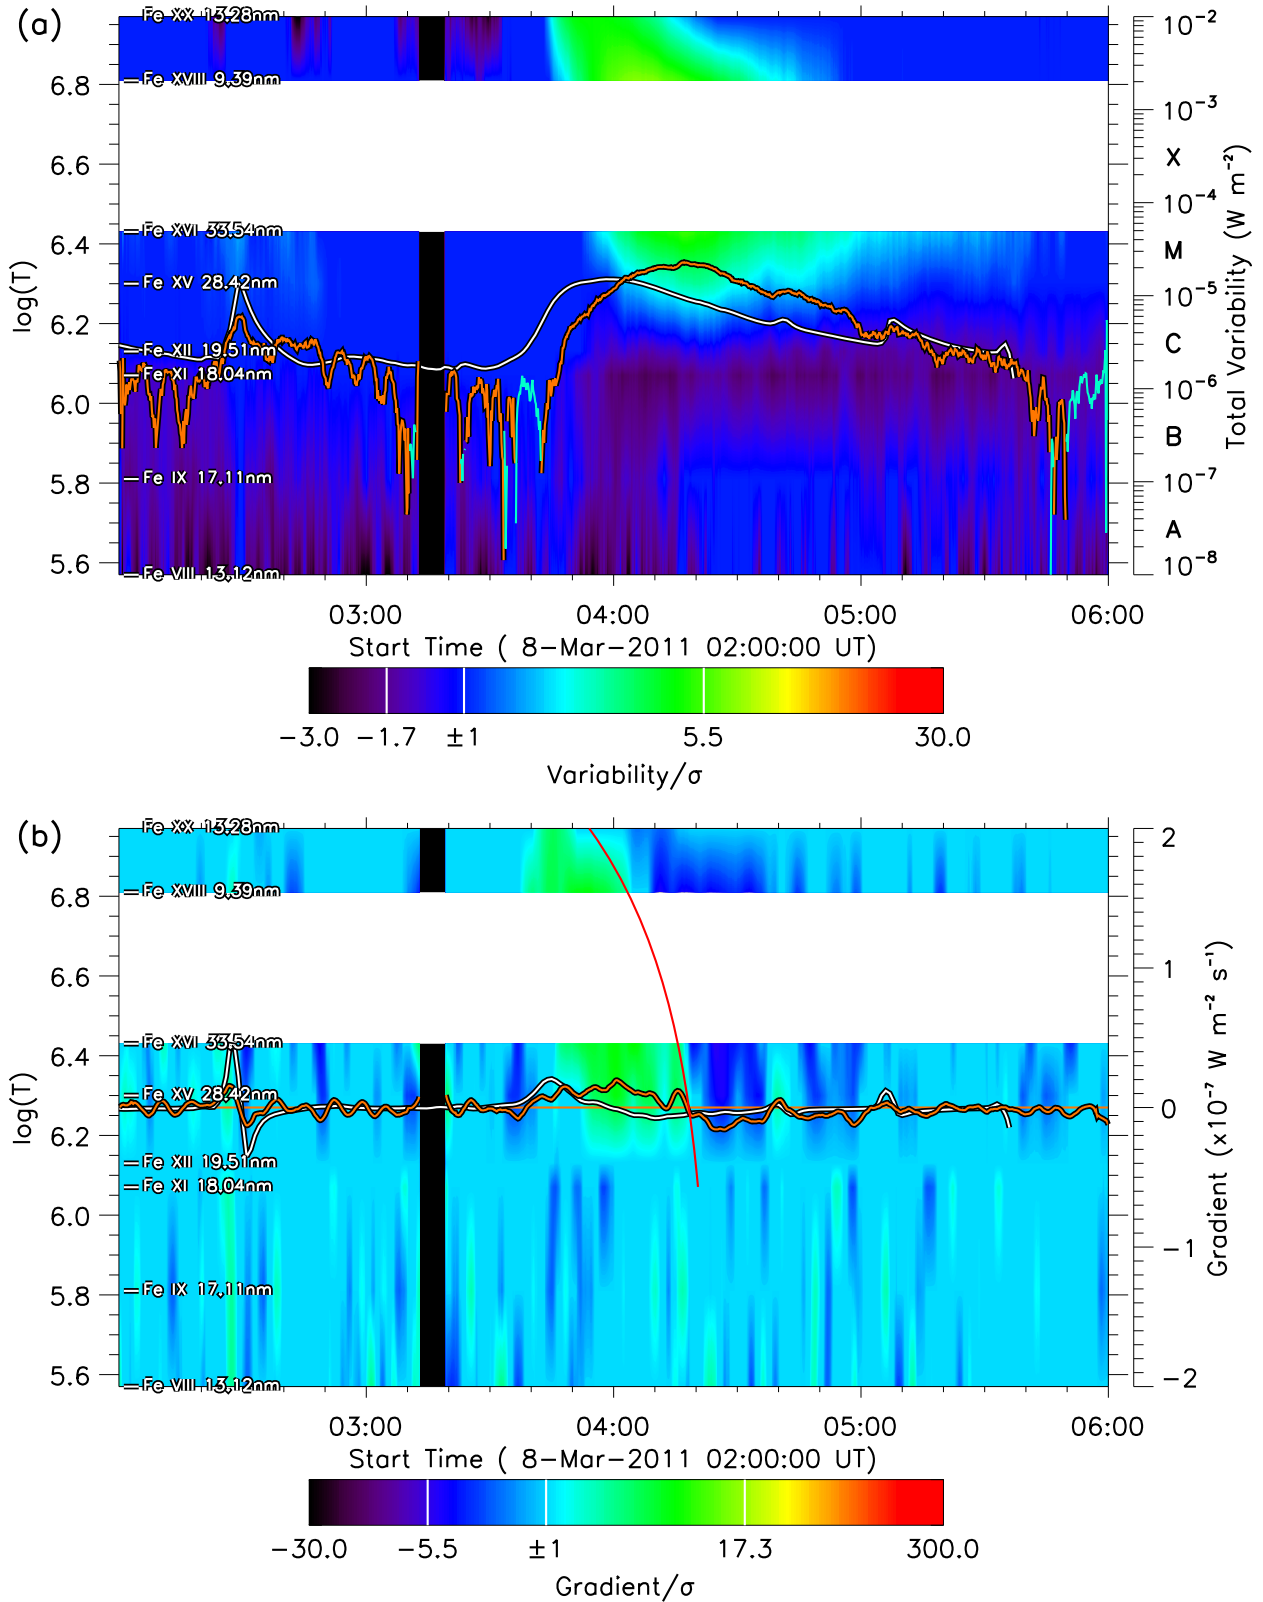 (a)
Fe XX 13.28nm
Fe XVIII 9.39nm
Fe XVI 33.54nm
Fe XV 28.42nm
Fe XII 19.51nm
Fe XI 18.04nm
Fe IX 17.11nm
Fe VIII 13.12nm
6.8
6.6
6.4
6.2
6.0
5.8
5.6
log(T)
10⁻²
10⁻³
X
10⁻⁴
M
10⁻⁵
C
10⁻⁶
B
10⁻⁷
A
10⁻⁸
Total Variability (W m⁻²)
03:00 04:00 05:00 06:00
Start Time ( 8-Mar-2011 02:00:00 UT)
-3.0 -1.7 ±1 5.5 30.0
Variability/σ
(b)
Fe XX 13.28nm
Fe XVIII 9.39nm
Fe XVI 33.54nm
Fe XV 28.42nm
Fe XII 19.51nm
Fe XI 18.04nm
Fe IX 17.11nm
Fe VIII 13.12nm
6.8
6.6
6.4
6.2
6.0
5.8
5.6
log(T)
2
1
0
-1
-2
Gradient (x10⁻⁷ W m⁻² s⁻¹)
03:00 04:00 05:00 06:00
Start Time ( 8-Mar-2011 02:00:00 UT)
-30.0 -5.5 ±1 17.3 300.0
Gradient/σ